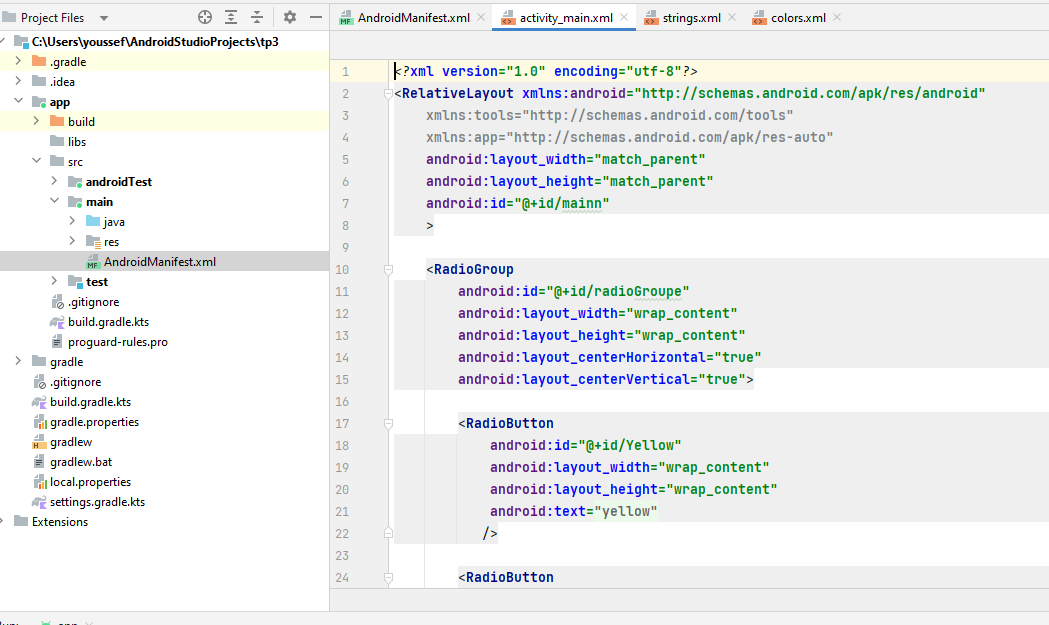 Project Files
C:\Users\youssef\AndroidStudioProjects\tp3
.gradle
.idea
app
build
libs
src
androidTest
main
java
res
MF AndroidManifest.xml
test
.gitignore
build.gradle.kts
proguard-rules.pro
gradle
.gitignore
build.gradle.kts
gradle.properties
gradlew
gradlew.bat
local.properties
settings.gradle.kts
Extensions
MF AndroidManifest.xml activity_main.xml strings.xml colors.xml
1 <?xml version="1.0" encoding="utf-8"?>
2 <RelativeLayout xmlns:android="http://schemas.android.com/apk/res/android"
3 xmlns:tools="http://schemas.android.com/tools"
4 xmlns:app="http://schemas.android.com/apk/res-auto"
5 android:layout_width="match_parent"
6 android:layout_height="match_parent"
7 android:id="@+id/mainn"
8 >
9
10 <RadioGroup
11 android:id="@+id/radioGroupe"
12 android:layout_width="wrap_content"
13 android:layout_height="wrap_content"
14 android:layout_centerHorizontal="true"
15 android:layout_centerVertical="true">
16
17 <RadioButton
18 android:id="@+id/Yellow"
19 android:layout_width="wrap_content"
20 android:layout_height="wrap_content"
21 android:text="yellow"
22 />
23
24 <RadioButton